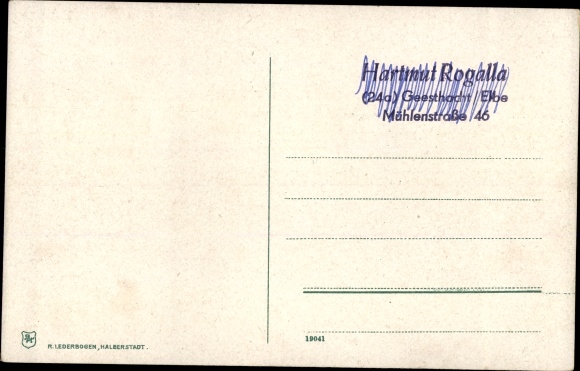 Hartmut Rogalla
(24a) Geesthacht / Elbe
Mühlenstraße 46
19041
R. LEDERBOGEN, HALBERSTADT.